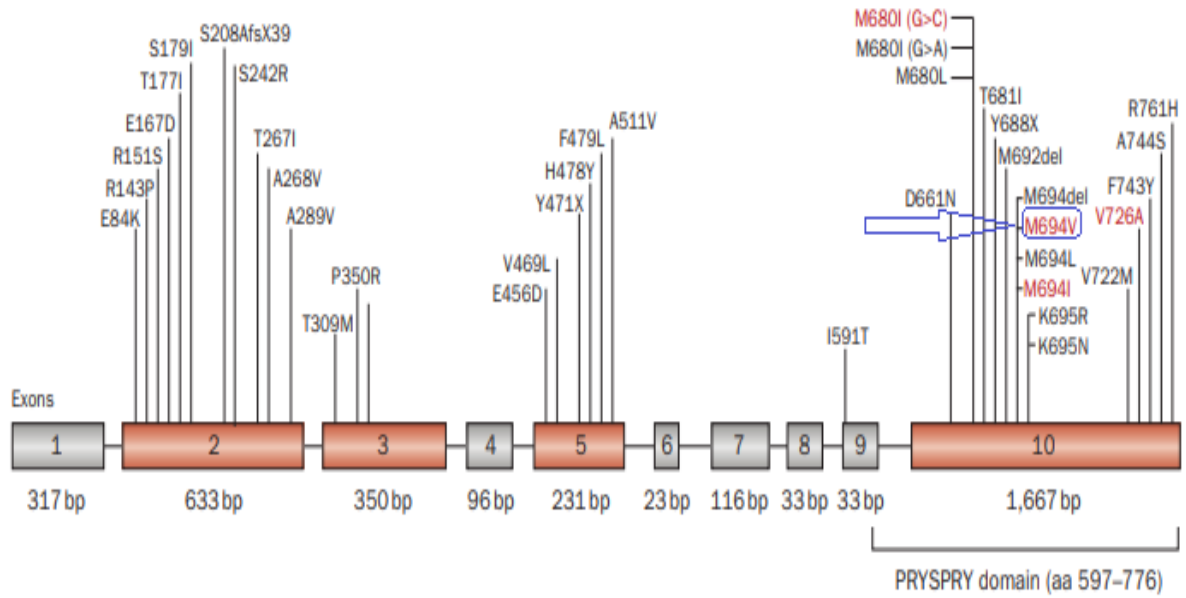 M680I (G>C)
M680I (G>A)
M680L
S208AfsX39
S179I
S242R
T177I
T681I
R761H
E167D
T267I
F479L
A511V
Y688X
A744S
R151S
H478Y
M692del
R143P
A268V
D661N
M694del
F743Y
E84K
A289V
Y471X
M694V
V726A
V469L
M694L
P350R
E456D
M694I
V722M
T309M
I591T
K695R
K695N
Exons
1 2 3 4 5 6 7 8 9 10
317 bp 633 bp 350 bp 96 bp 231 bp 23 bp 116 bp 33 bp 33 bp 1,667 bp
PRYSPRY domain (aa 597–776)